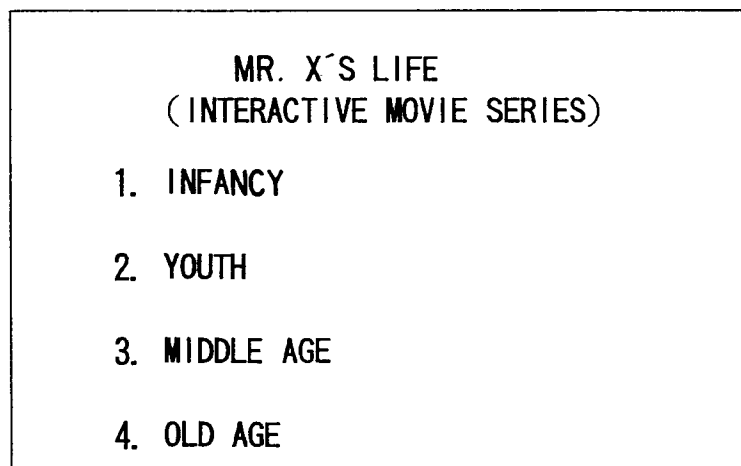 MR. X´S LIFE
(INTERACTIVE MOVIE SERIES)
1. INFANCY
2. YOUTH
3. MIDDLE AGE
4. OLD AGE